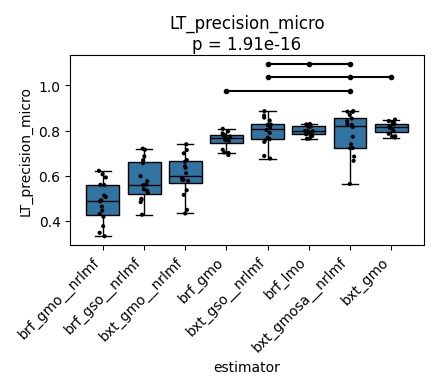 LT_precision_micro
p = 1.91e-16
LT_precision_micro
1.0
0.8
0.6
0.4
brf_gmo__nrlmf
brf_gso__nrlmf
bxt_gmo__nrlmf
brf_gmo
bxt_gso__nrlmf
brf_lmo
bxt_gmosa__nrlmf
bxt_gmo
estimator